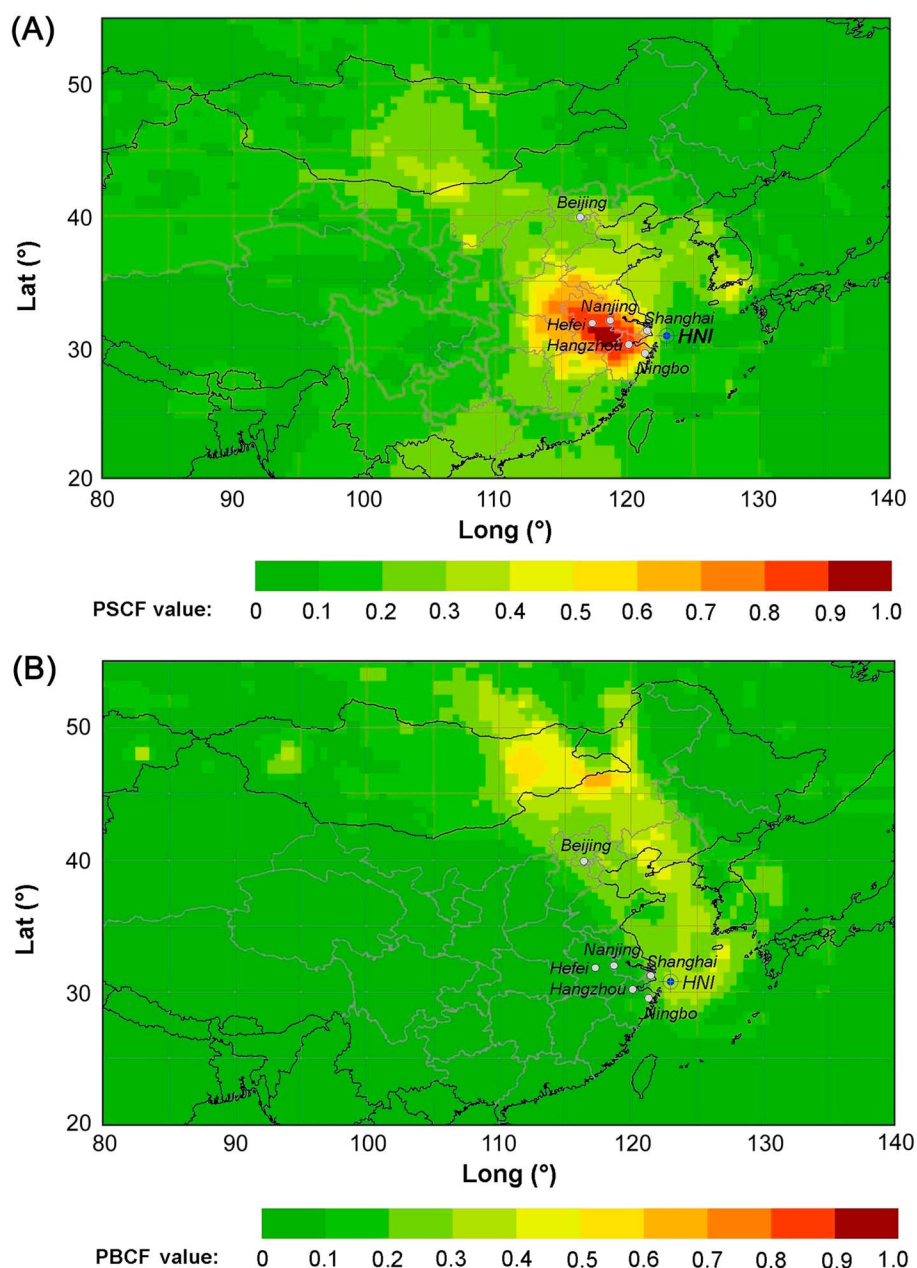 (A)
50
40
30
20
Lat (°)
Beijing
Nanjing
Shanghai
Hefei
HNI
Hangzhou
Ningbo
80 90 100 110 120 130 140
Long (°)
PSCF value: 0 0.1 0.2 0.3 0.4 0.5 0.6 0.7 0.8 0.9 1.0
(B)
50
40
30
20
Lat (°)
Beijing
Nanjing
Shanghai
Hefei
HNI
Hangzhou
Ningbo
80 90 100 110 120 130 140
Long (°)
PBCF value: 0 0.1 0.2 0.3 0.4 0.5 0.6 0.7 0.8 0.9 1.0